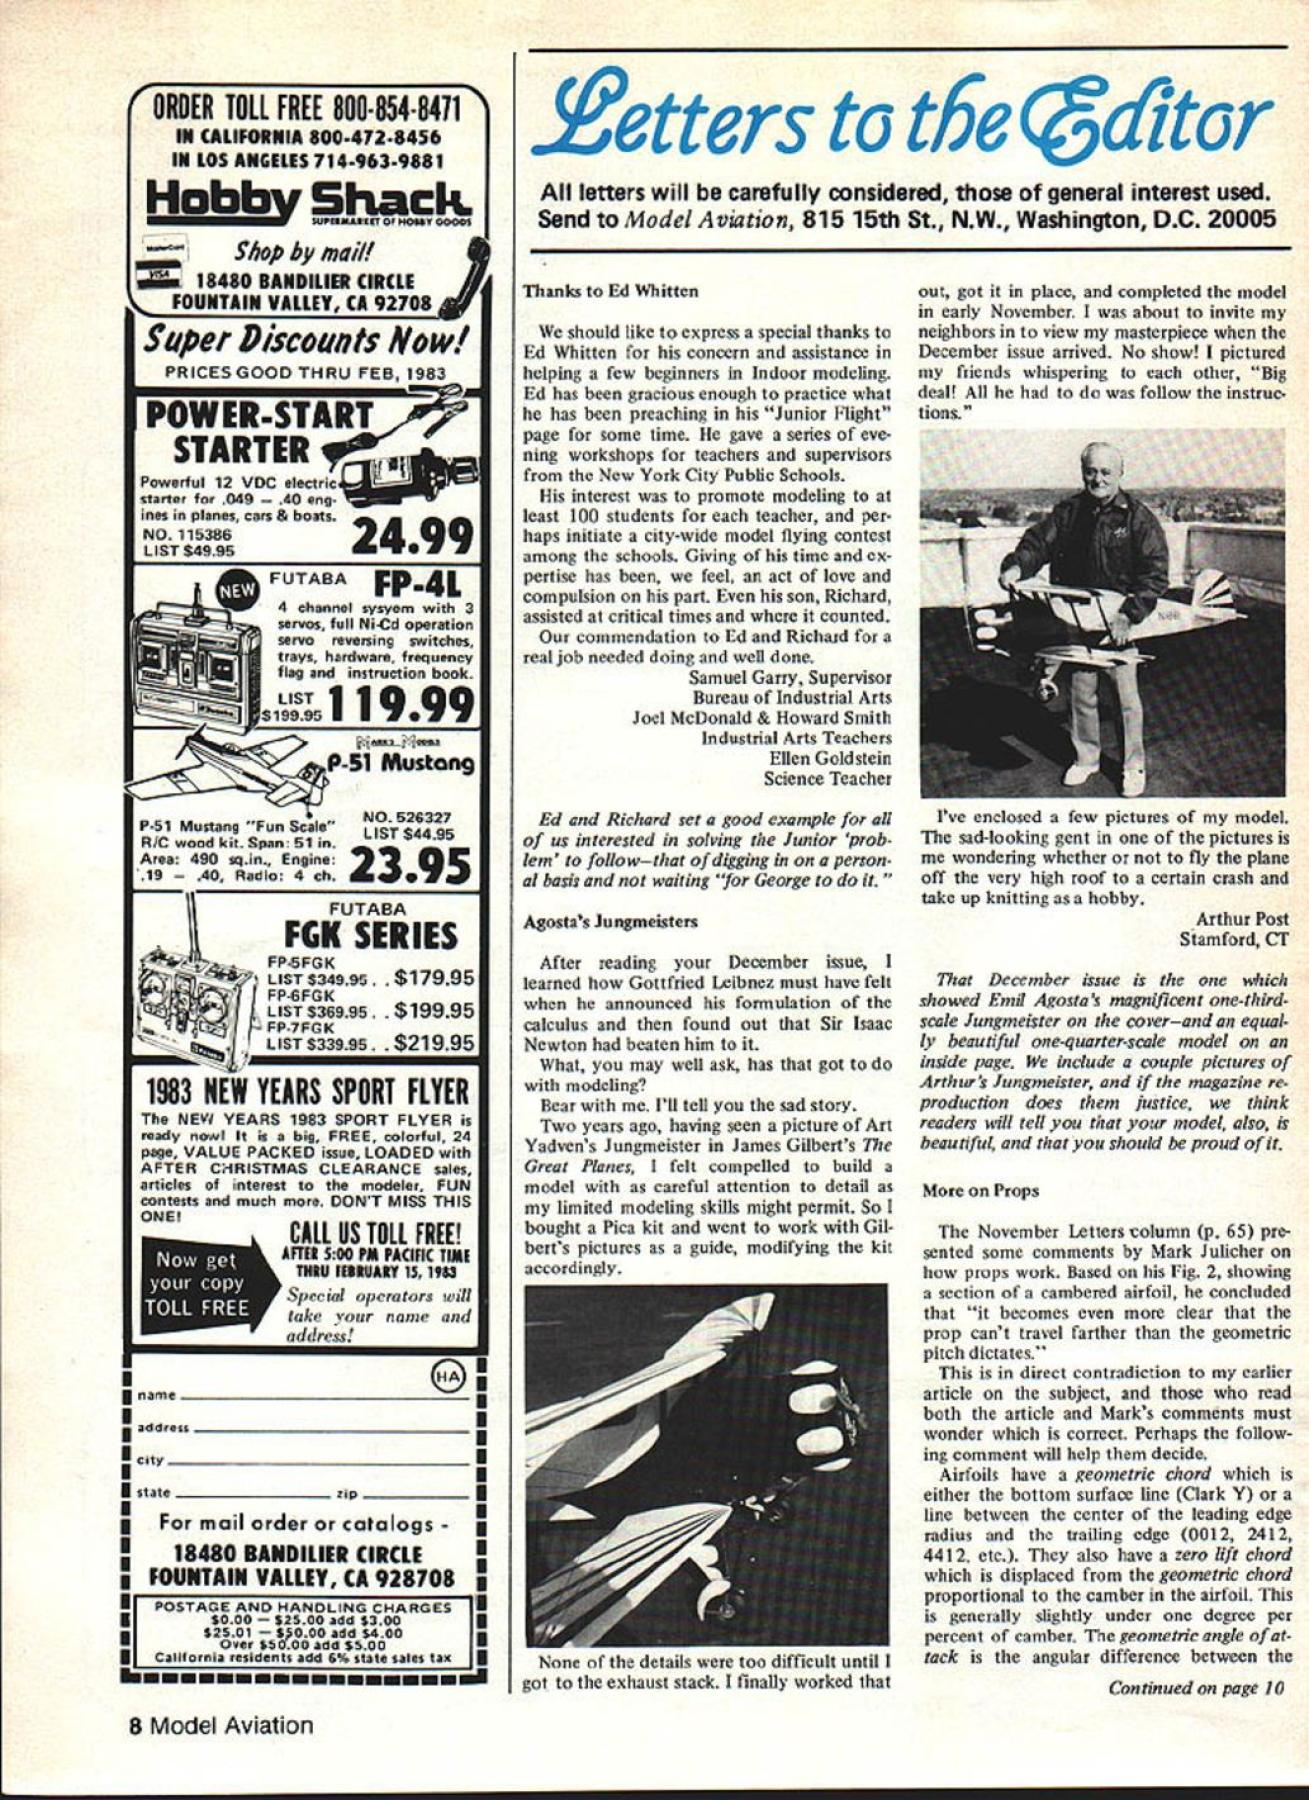 ORDER TOLL FREE 800-854-8471
IN CALIFORNIA 800-472-8456
IN LOS ANGELES 714-963-9881
Hobby Shack
SUPERMARKET OF HOBBY GOODS
MasterCard
VISA
Shop by mail!
18480 BANDILIER CIRCLE
FOUNTAIN VALLEY, CA 92708
Super Discounts Now!
PRICES GOOD THRU FEB, 1983
POWER-START
STARTER
Powerful 12 VDC electric
starter for .049 – .40 eng-
ines in planes, cars & boats.
NO. 115386
LIST $49.95
24.99
NEW
FUTABA FP-4L
4 channel sysyem with 3
servos, full Ni-Cd operation
servo reversing switches,
trays, hardware, frequency
flag and instruction book.
LIST
$199.95
119.99
P-51 Mustang
P-51 Mustang "Fun Scale"
R/C wood kit. Span: 51 in.
Area: 490 sq.in., Engine:
.19 – .40, Radio: 4 ch.
NO. 526327
LIST $44.95
23.95
FUTABA
FGK SERIES
FP-5FGK
LIST $349.95 . . $179.95
FP-6FGK
LIST $369.95 . . $199.95
FP-7FGK
LIST $339.95 . . $219.95
1983 NEW YEARS SPORT FLYER
The NEW YEARS 1983 SPORT FLYER is
ready now! It is a big, FREE, colorful, 24
page, VALUE PACKED issue, LOADED with
AFTER CHRISTMAS CLEARANCE sales,
articles of interest to the modeler, FUN
contests and much more. DON'T MISS THIS
ONE!
Now get
your copy
TOLL FREE
CALL US TOLL FREE!
AFTER 5:00 PM PACIFIC TIME
THRU FEBRUARY 15, 1983
Special operators will
take your name and
address!
HA
name
address
city
state zip
For mail order or catalogs -
18480 BANDILIER CIRCLE
FOUNTAIN VALLEY, CA 928708
POSTAGE AND HANDLING CHARGES
$0.00 – $25.00 add $3.00
$25.01 – $50.00 add $4.00
Over $50.00 add $5.00
California residents add 6% state sales tax
Letters to the Editor
All letters will be carefully considered, those of general interest used.
Send to Model Aviation, 815 15th St., N.W., Washington, D.C. 20005
Thanks to Ed Whitten
We should like to express a special thanks to
Ed Whitten for his concern and assistance in
helping a few beginners in Indoor modeling.
Ed has been gracious enough to practice what
he has been preaching in his "Junior Flight"
page for some time. He gave a series of eve-
ning workshops for teachers and supervisors
from the New York City Public Schools.
His interest was to promote modeling to at
least 100 students for each teacher, and per-
haps initiate a city-wide model flying contest
among the schools. Giving of his time and ex-
pertise has been, we feel, an act of love and
compulsion on his part. Even his son, Richard,
assisted at critical times and where it counted.
Our commendation to Ed and Richard for a
real job needed doing and well done.
Samuel Garry, Supervisor
Bureau of Industrial Arts
Joel McDonald & Howard Smith
Industrial Arts Teachers
Ellen Goldstein
Science Teacher
Ed and Richard set a good example for all
of us interested in solving the Junior 'prob-
lem' to follow—that of digging in on a person-
al basis and not waiting "for George to do it."
Agosta's Jungmeisters
After reading your December issue, I
learned how Gottfried Leibnez must have felt
when he announced his formulation of the
calculus and then found out that Sir Isaac
Newton had beaten him to it.
What, you may well ask, has that got to do
with modeling?
Bear with me. I'll tell you the sad story.
Two years ago, having seen a picture of Art
Yadven's Jungmeister in James Gilbert's The
Great Planes, I felt compelled to build a
model with as careful attention to detail as
my limited modeling skills might permit. So I
bought a Pica kit and went to work with Gil-
bert's pictures as a guide, modifying the kit
accordingly.
None of the details were too difficult until I
got to the exhaust stack. I finally worked that
out, got it in place, and completed the model
in early November. I was about to invite my
neighbors in to view my masterpiece when the
December issue arrived. No show! I pictured
my friends whispering to each other, "Big
deal! All he had to do was follow the instruc-
tions."
I've enclosed a few pictures of my model.
The sad-looking gent in one of the pictures is
me wondering whether or not to fly the plane
off the very high roof to a certain crash and
take up knitting as a hobby.
Arthur Post
Stamford, CT
That December issue is the one which
showed Emil Agosta's magnificent one-third-
scale Jungmeister on the cover—and an equal-
ly beautiful one-quarter-scale model on an
inside page. We include a couple pictures of
Arthur's Jungmeister, and if the magazine re-
production does them justice, we think
readers will tell you that your model, also, is
beautiful, and that you should be proud of it.
More on Props
The November Letters column (p. 65) pre-
sented some comments by Mark Julicher on
how props work. Based on his Fig. 2, showing
a section of a cambered airfoil, he concluded
that "it becomes even more clear that the
prop can't travel farther than the geometric
pitch dictates."
This is in direct contradiction to my earlier
article on the subject, and those who read
both the article and Mark's comments must
wonder which is correct. Perhaps the follow-
ing comment will help them decide.
Airfoils have a geometric chord which is
either the bottom surface line (Clark Y) or a
line between the center of the leading edge
radius and the trailing edge (0012, 2412,
4412, etc.). They also have a zero lift chord
which is displaced from the geometric chord
proportional to the camber in the airfoil. This
is generally slightly under one degree per
percent of camber. The geometric angle of at-
tack is the angular difference between the
Continued on page 10
8 Model Aviation